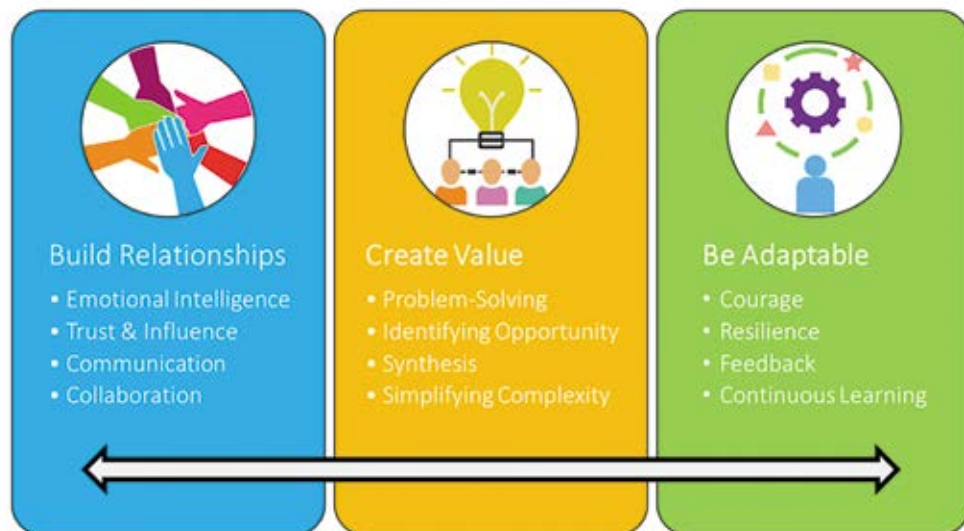 Build Relationships
• Emotional Intelligence
• Trust & Influence
• Communication
• Collaboration
Create Value
• Problem-Solving
• Identifying Opportunity
• Synthesis
• Simplifying Complexity
Be Adaptable
• Courage
• Resilience
• Feedback
• Continuous Learning